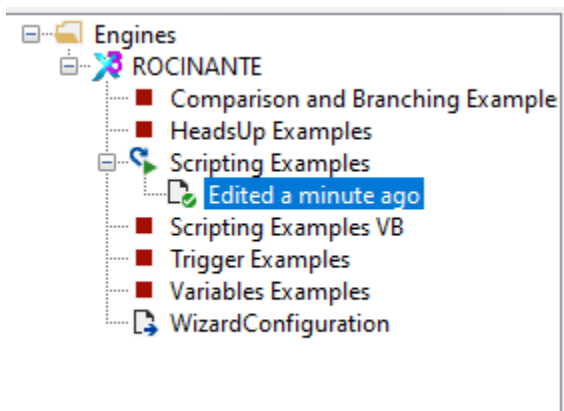 Engines
ROCINANTE
Comparison and Branching Example
HeadsUp Examples
Scripting Examples
Edited a minute ago
Scripting Examples VB
Trigger Examples
Variables Examples
WizardConfiguration